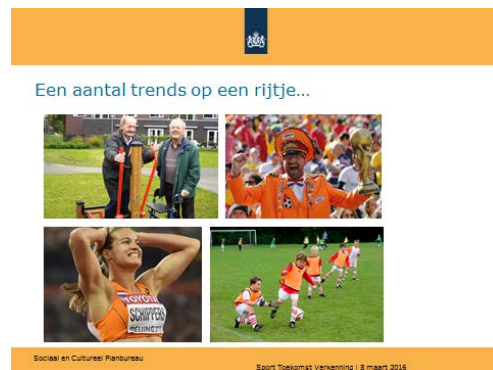 Een aantal trends op een rijtje...
TOYOTA
SCHIPPERS
BEIJING
Sociaal en Cultureel Planbureau
Sport Toekomst Verkenning | 8 maart 2016